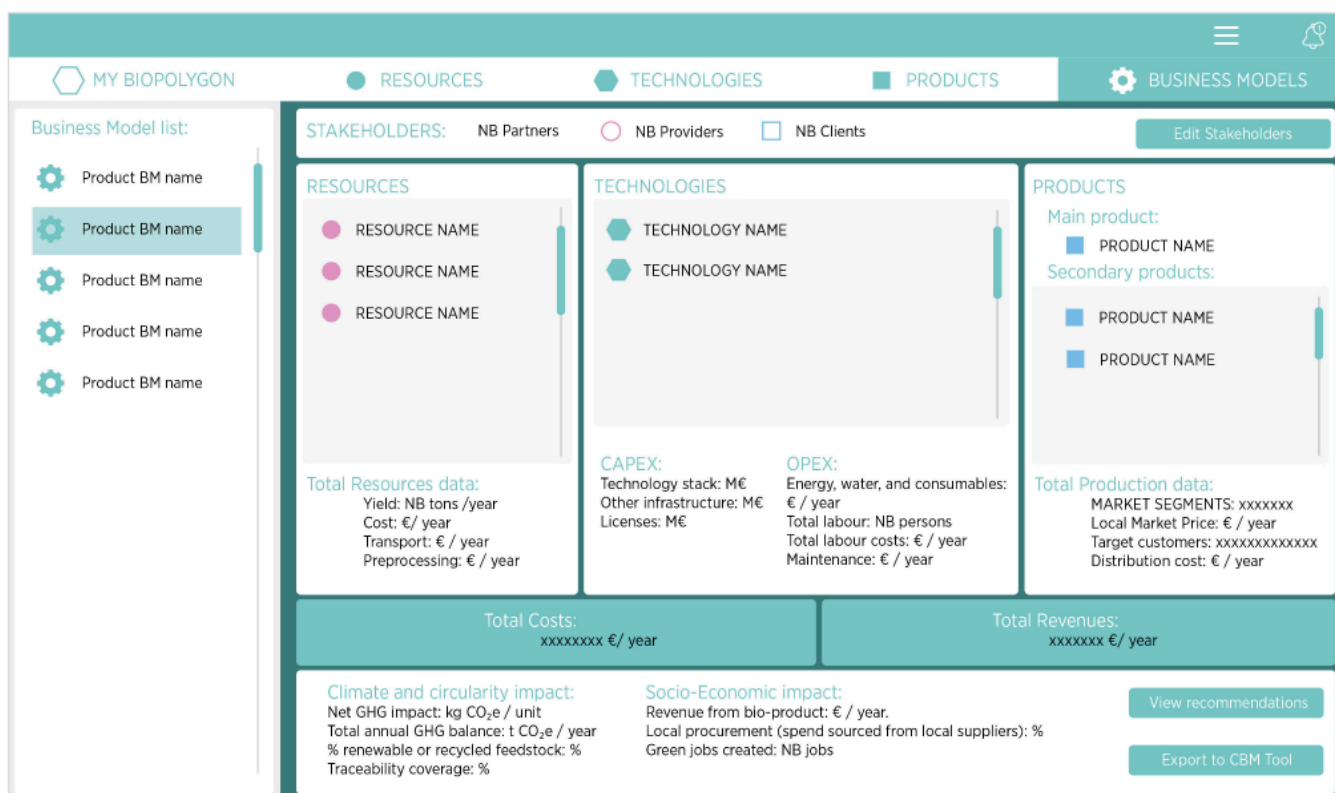 1
MY BIOPOLYGON
RESOURCES
TECHNOLOGIES
PRODUCTS
BUSINESS MODELS
Business Model list:
Product BM name
Product BM name
Product BM name
Product BM name
Product BM name
STAKEHOLDERS:
NB Partners
NB Providers
NB Clients
Edit Stakeholders
RESOURCES
RESOURCE NAME
RESOURCE NAME
RESOURCE NAME
Total Resources data:
Yield: NB tons /year
Cost: €/ year
Transport: € / year
Preprocessing: € / year
TECHNOLOGIES
TECHNOLOGY NAME
TECHNOLOGY NAME
CAPEX:
Technology stack: M€
Other infrastructure: M€
Licenses: M€
OPEX:
Energy, water, and consumables:
€ / year
Total labour: NB persons
Total labour costs: € / year
Maintenance: € / year
PRODUCTS
Main product:
PRODUCT NAME
Secondary products:
PRODUCT NAME
PRODUCT NAME
Total Production data:
MARKET SEGMENTS: xxxxxxx
Local Market Price: € / year
Target customers: xxxxxxxxxxxxx
Distribution cost: € / year
Total Costs:
xxxxxxxx €/ year
Total Revenues:
xxxxxxx €/ year
Climate and circularity impact:
Net GHG impact: kg CO₂e / unit
Total annual GHG balance: t CO₂e / year
% renewable or recycled feedstock: %
Traceability coverage: %
Socio-Economic impact:
Revenue from bio-product: € / year.
Local procurement (spend sourced from local suppliers): %
Green jobs created: NB jobs
View recommendations
Export to CBM Tool